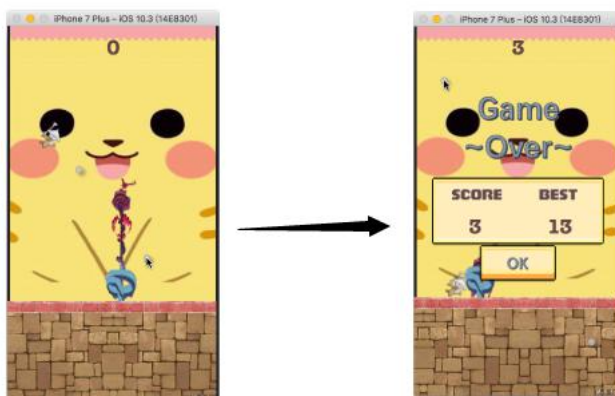 iPhone 7 Plus – iOS 10.3 (14E8301)
0
iPhone 7 Plus – iOS 10.3 (14E8301)
3
Game
~Over~
SCORE BEST
3 13
OK